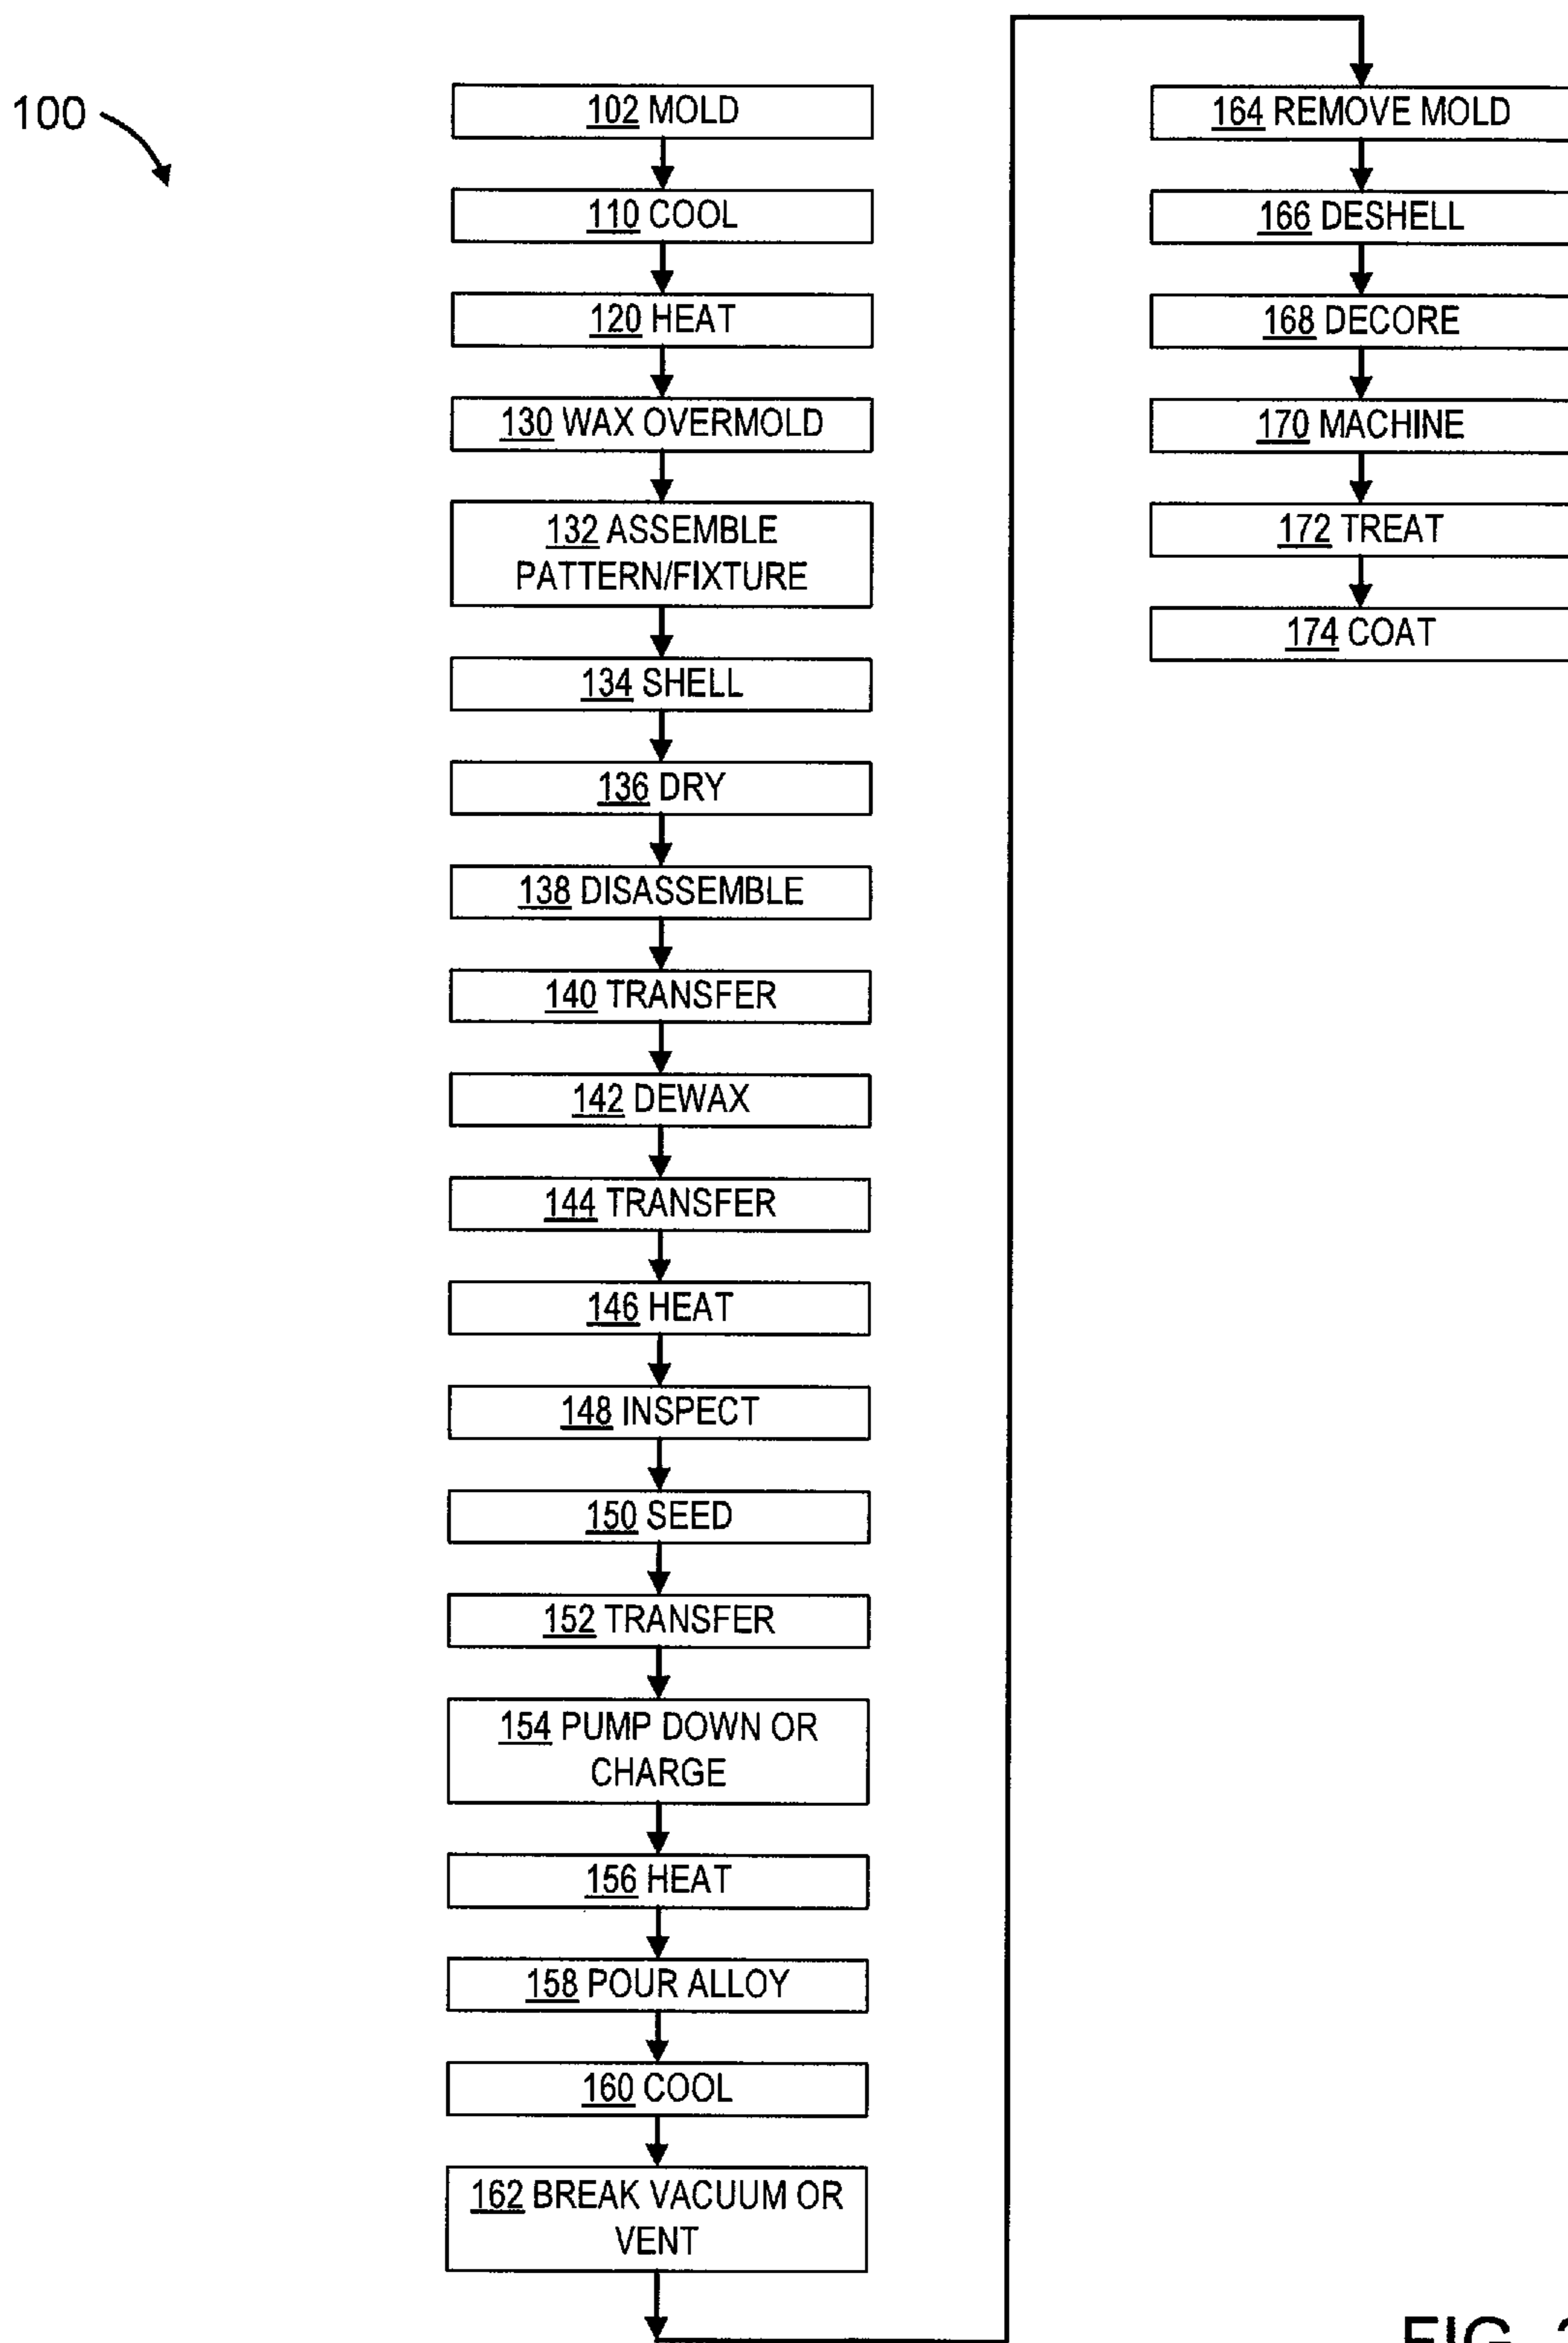 100
102 MOLD
110 COOL
120 HEAT
130 WAX OVERMOLD
132 ASSEMBLE
PATTERN/FIXTURE
134 SHELL
136 DRY
138 DISASSEMBLE
140 TRANSFER
142 DEWAX
144 TRANSFER
146 HEAT
148 INSPECT
150 SEED
152 TRANSFER
154 PUMP DOWN OR
CHARGE
156 HEAT
158 POUR ALLOY
160 COOL
162 BREAK VACUUM OR
VENT
164 REMOVE MOLD
166 DESHELL
168 DECORE
170 MACHINE
172 TREAT
174 COAT
FIG.